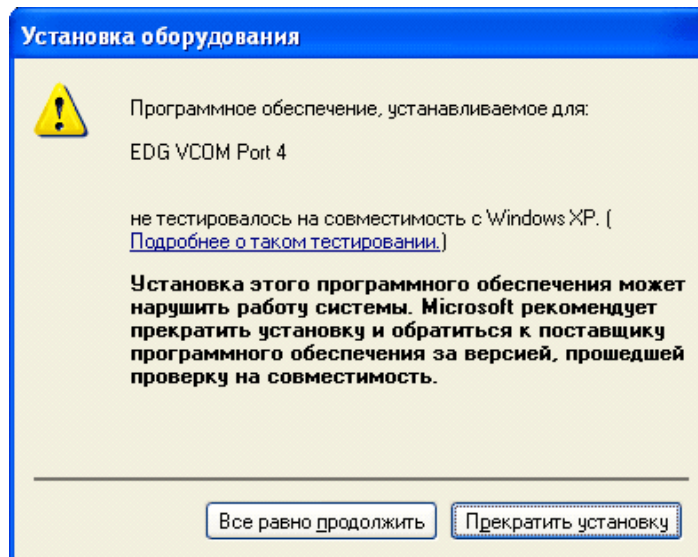 Установка оборудования
Программное обеспечение, устанавливаемое для:
EDG VCOM Port 4
не тестировалось на совместимость с Windows XP. (
Подробнее о таком тестировании.)
Установка этого программного обеспечения может
нарушить работу системы. Microsoft рекомендует
прекратить установку и обратиться к поставщику
программного обеспечения за версией, прошедшей
проверку на совместимость.
Все равно продолжить
Прекратить установку